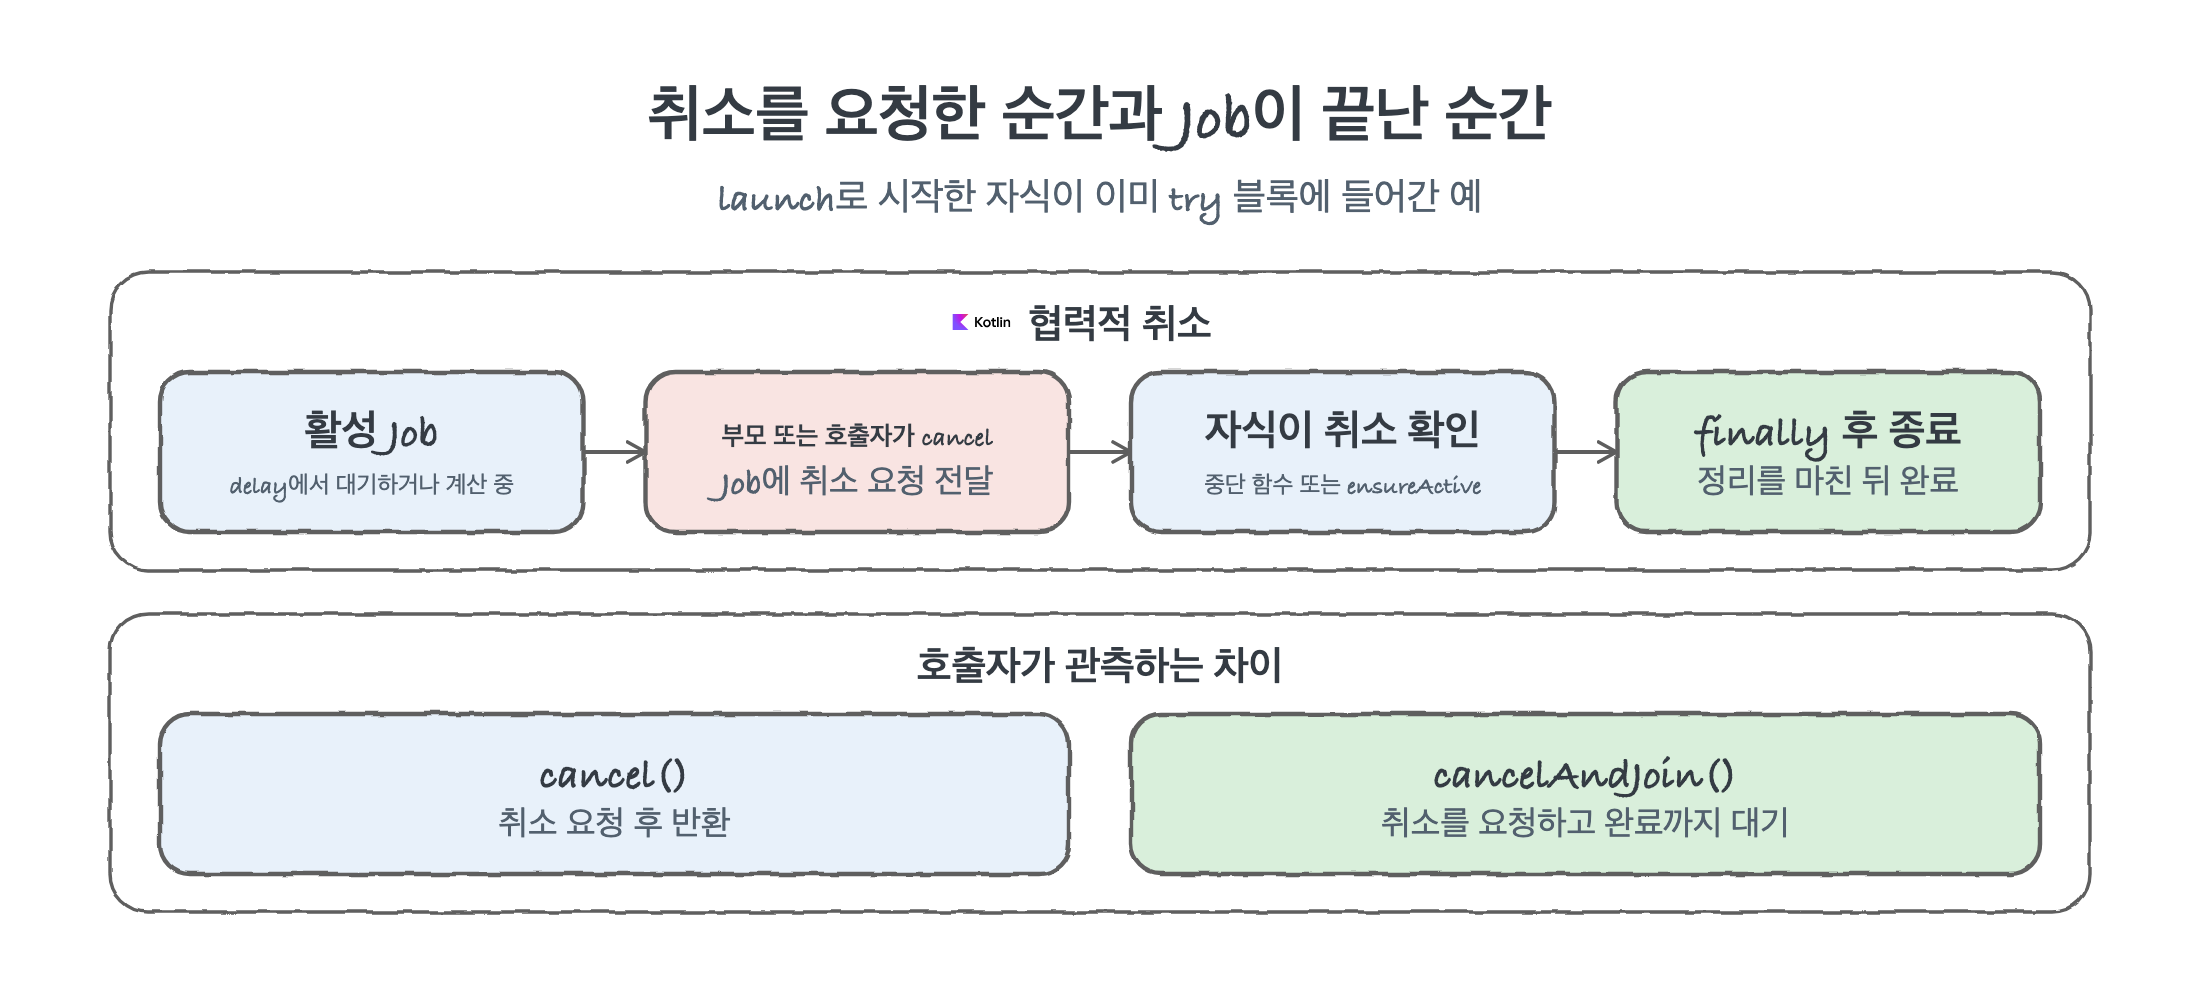 취소를 요청한 순간과 Job이 끝난 순간
launch로 시작한 자식이 이미 try 블록에 들어간 예
Kotlin 협력적 취소
활성 Job
delay에서 대기하거나 계산 중
부모 또는 호출자가 cancel
Job에 취소 요청 전달
자식이 취소 확인
중단 함수 또는 ensureActive
finally 후 종료
정리를 마친 뒤 완료
호출자가 관측하는 차이
cancel()
취소 요청 후 반환
cancelAndJoin()
취소를 요청하고 완료까지 대기